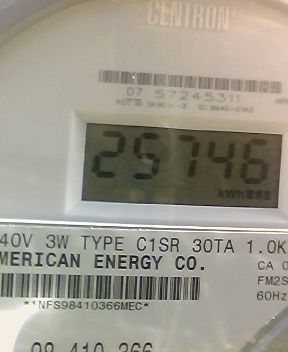 CENTRON
07 57245311
25746
kWh
40V 3W TYPE C1SR 30TA 1.0K
MERICAN ENERGY CO.
CA 0
FM2S
60Hz
*1NFS98410366MEC*
98 410 366